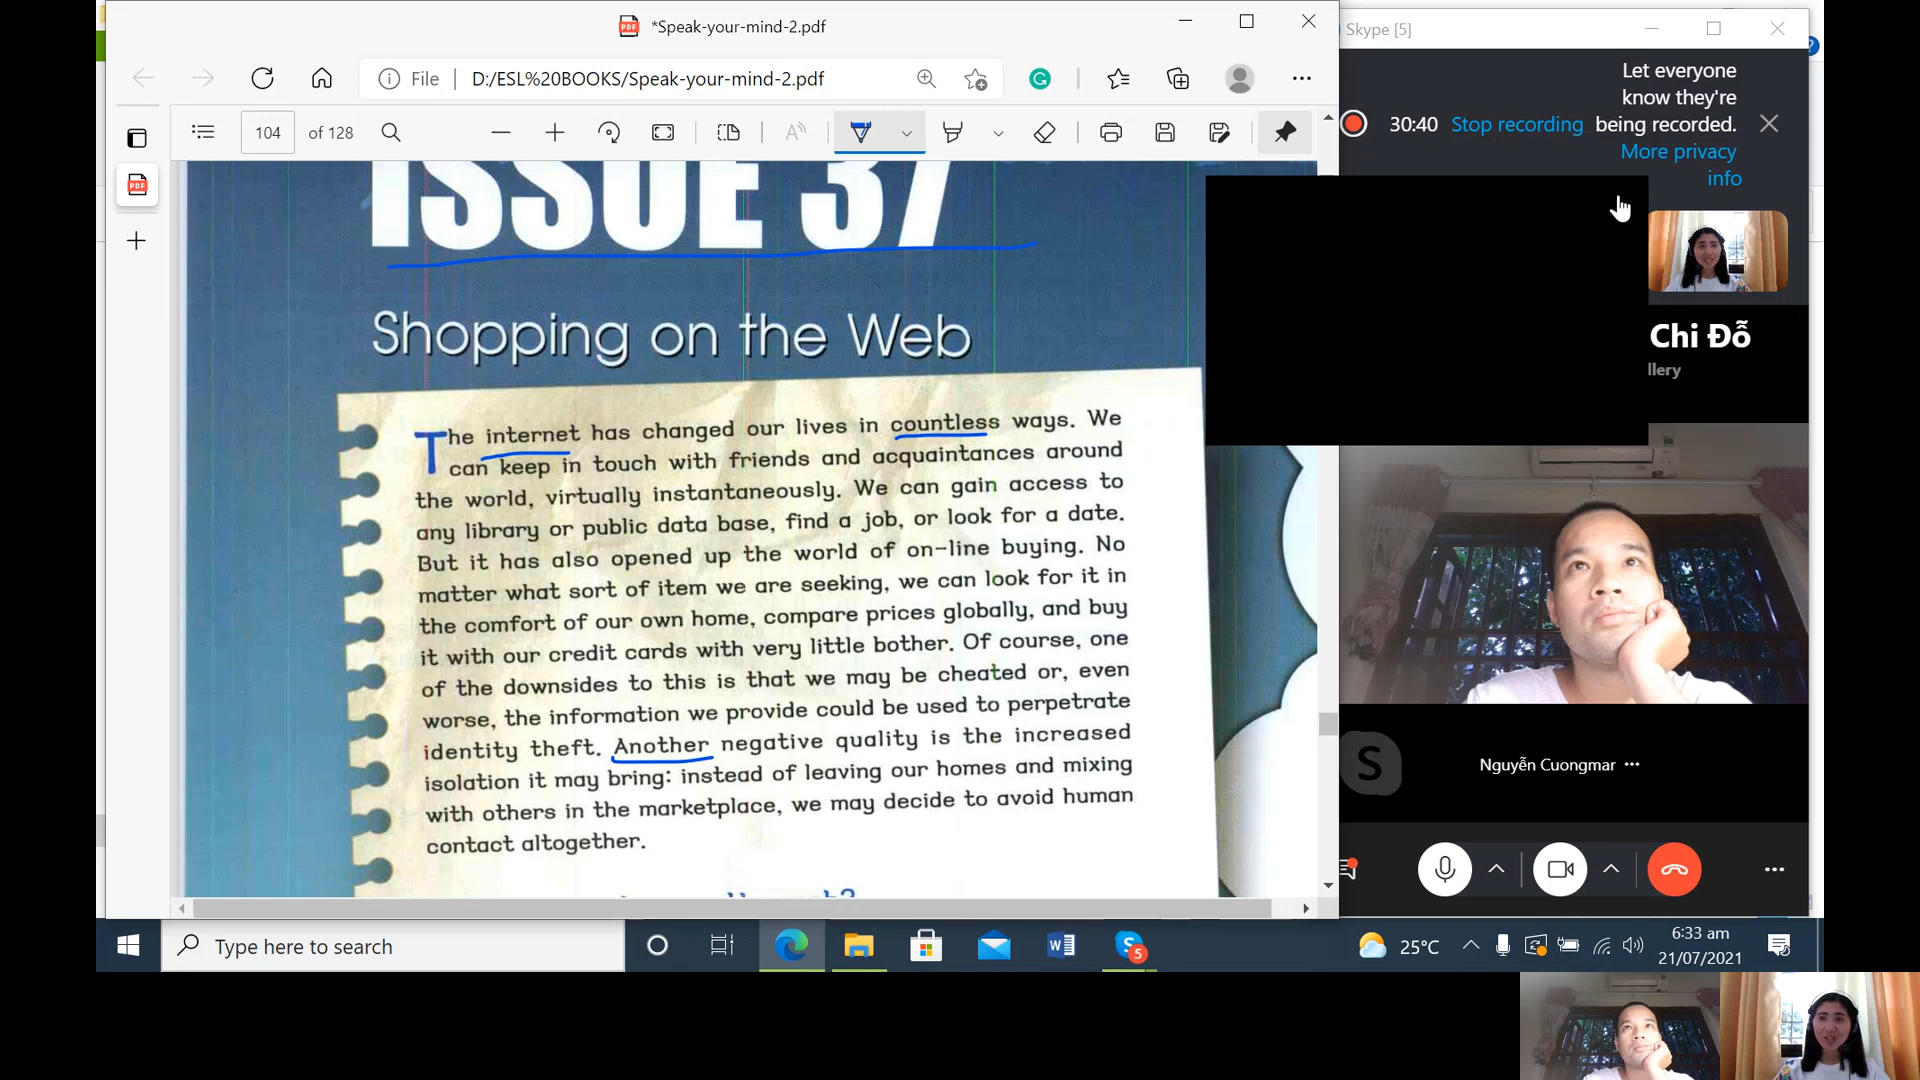 *Speak-your-mind-2.pdf
File
D:/ESL%20BOOKS/Speak-your-mind-2.pdf
104 of 128
ISSUE 37
Shopping on the Web
The internet has changed our lives in countless ways. We
can keep in touch with friends and acquaintances around
the world, virtually instantaneously. We can gain access to
any library or public data base, find a job, or look for a date.
But it has also opened up the world of on-line buying. No
matter what sort of item we are seeking, we can look for it in
the comfort of our own home, compare prices globally, and buy
it with our credit cards with very little bother. Of course, one
of the downsides to this is that we may be cheated or, even
worse, the information we provide could be used to perpetrate
identity theft. Another negative quality is the increased
isolation it may bring: instead of leaving our homes and mixing
with others in the marketplace, we may decide to avoid human
contact altogether.
Skype [5]
30:40 Stop recording
Let everyone
know they're
being recorded.
More privacy
info
Chi Đỗ
llery
S
Nguyễn Cuongmar
Type here to search
25°C
6:33 am
21/07/2021